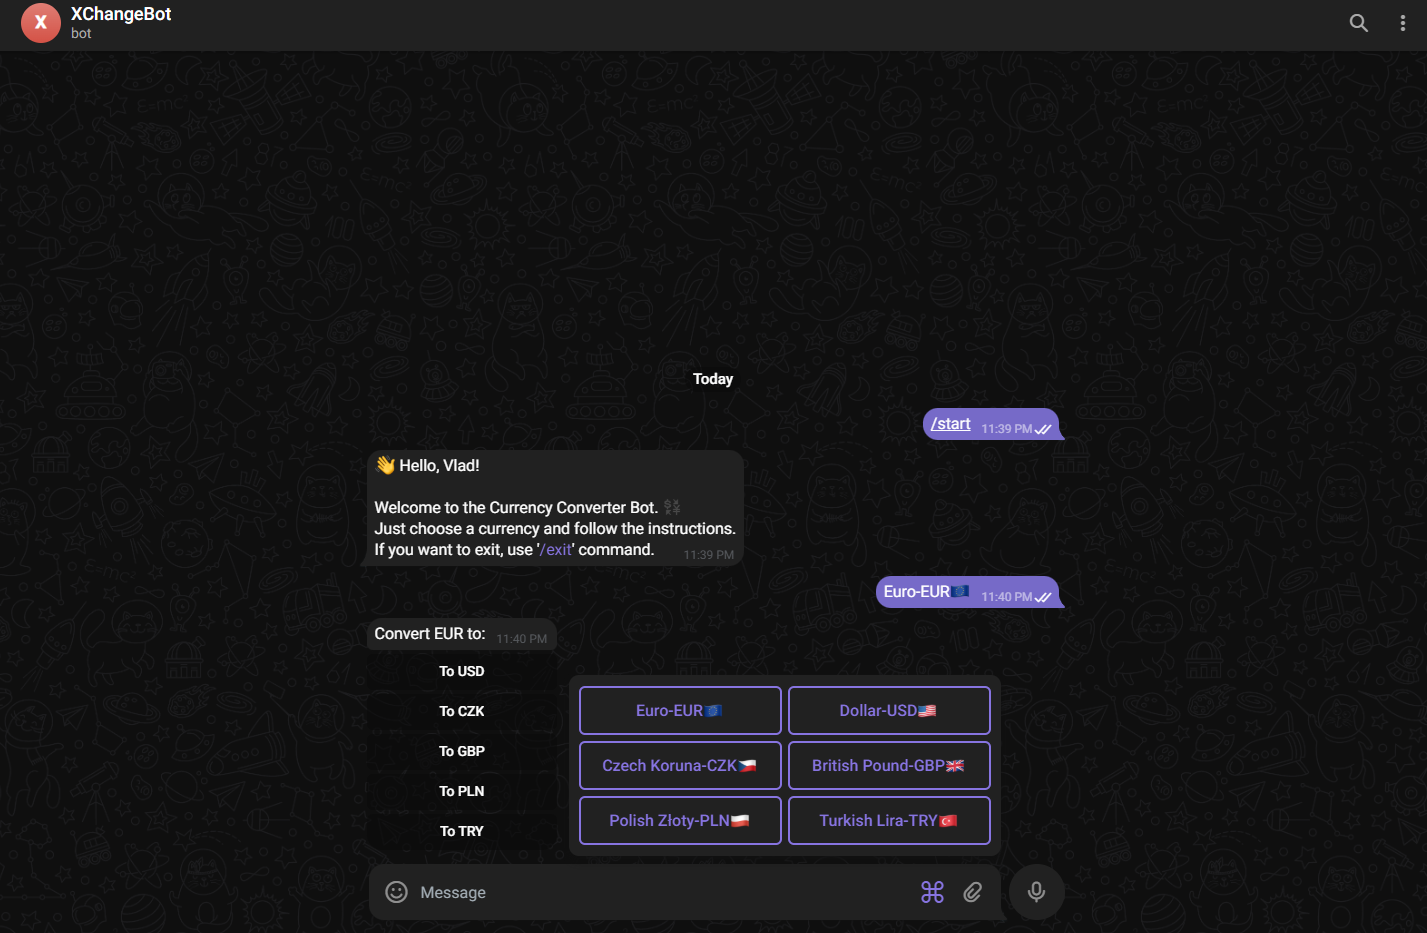 X
XChangeBot
bot
Today
/start 11:39 PM
👋 Hello, Vlad!
Welcome to the Currency Converter Bot. 💱
Just choose a currency and follow the instructions.
If you want to exit, use '/exit' command. 11:39 PM
Euro-EUR🇪🇺 11:40 PM
Convert EUR to: 11:40 PM
To USD
To CZK
To GBP
To PLN
To TRY
Euro-EUR🇪🇺
Dollar-USD🇺🇸
Czech Koruna-CZK🇨🇿
British Pound-GBP🇬🇧
Polish Złoty-PLN🇵🇱
Turkish Lira-TRY🇹🇷
Message